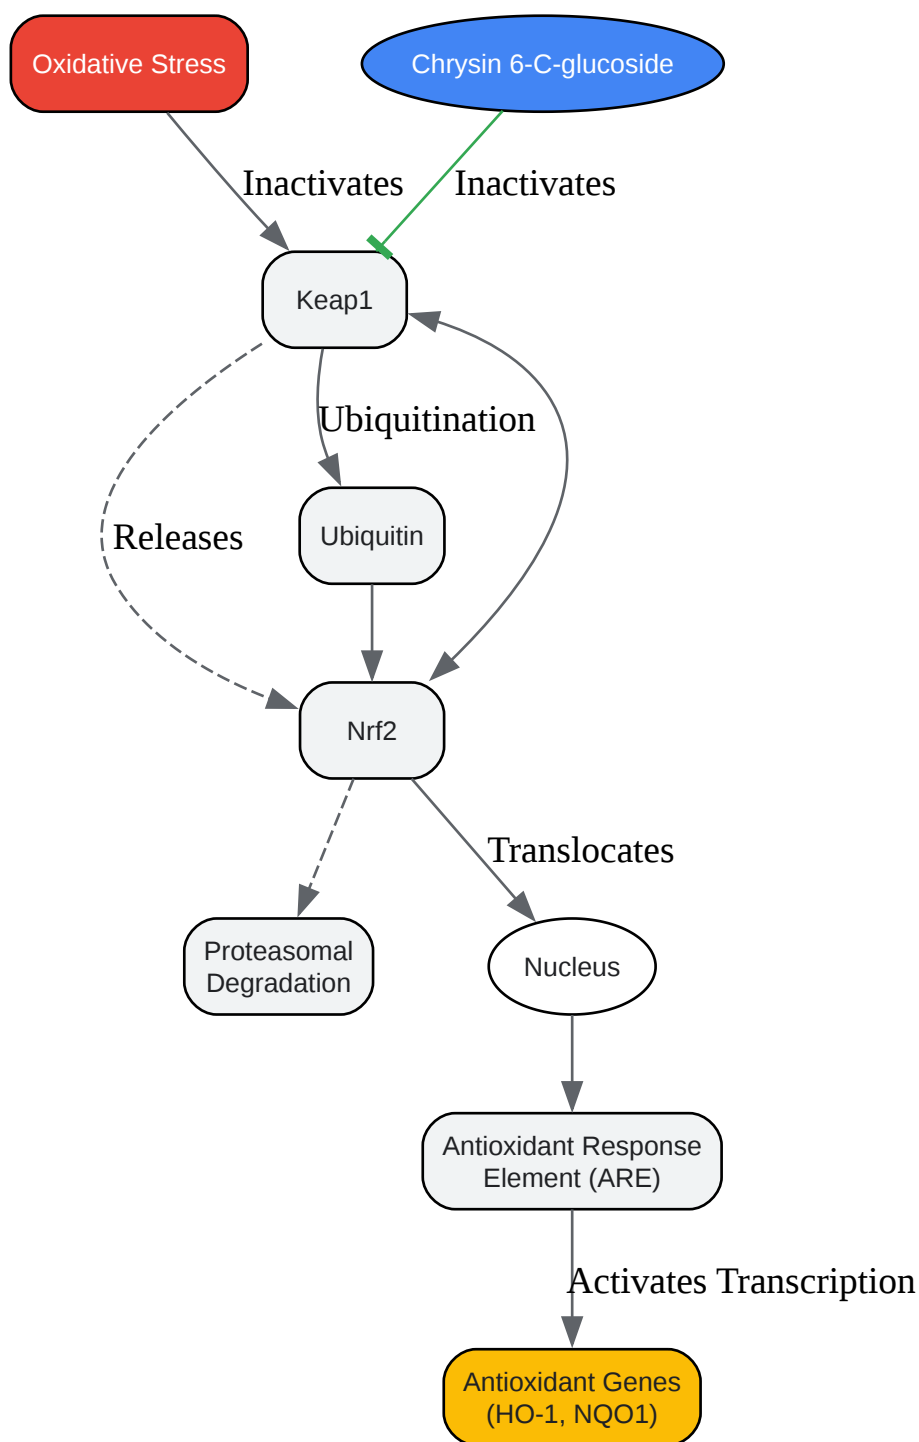 Oxidative Stress
Chrysin 6-C-glucoside
Inactivates
Inactivates
Keap1
Ubiquitination
Releases
Ubiquitin
Nrf2
Translocates
Proteasomal
Degradation
Nucleus
Antioxidant Response
Element (ARE)
Activates Transcription
Antioxidant Genes
(HO-1, NQO1)